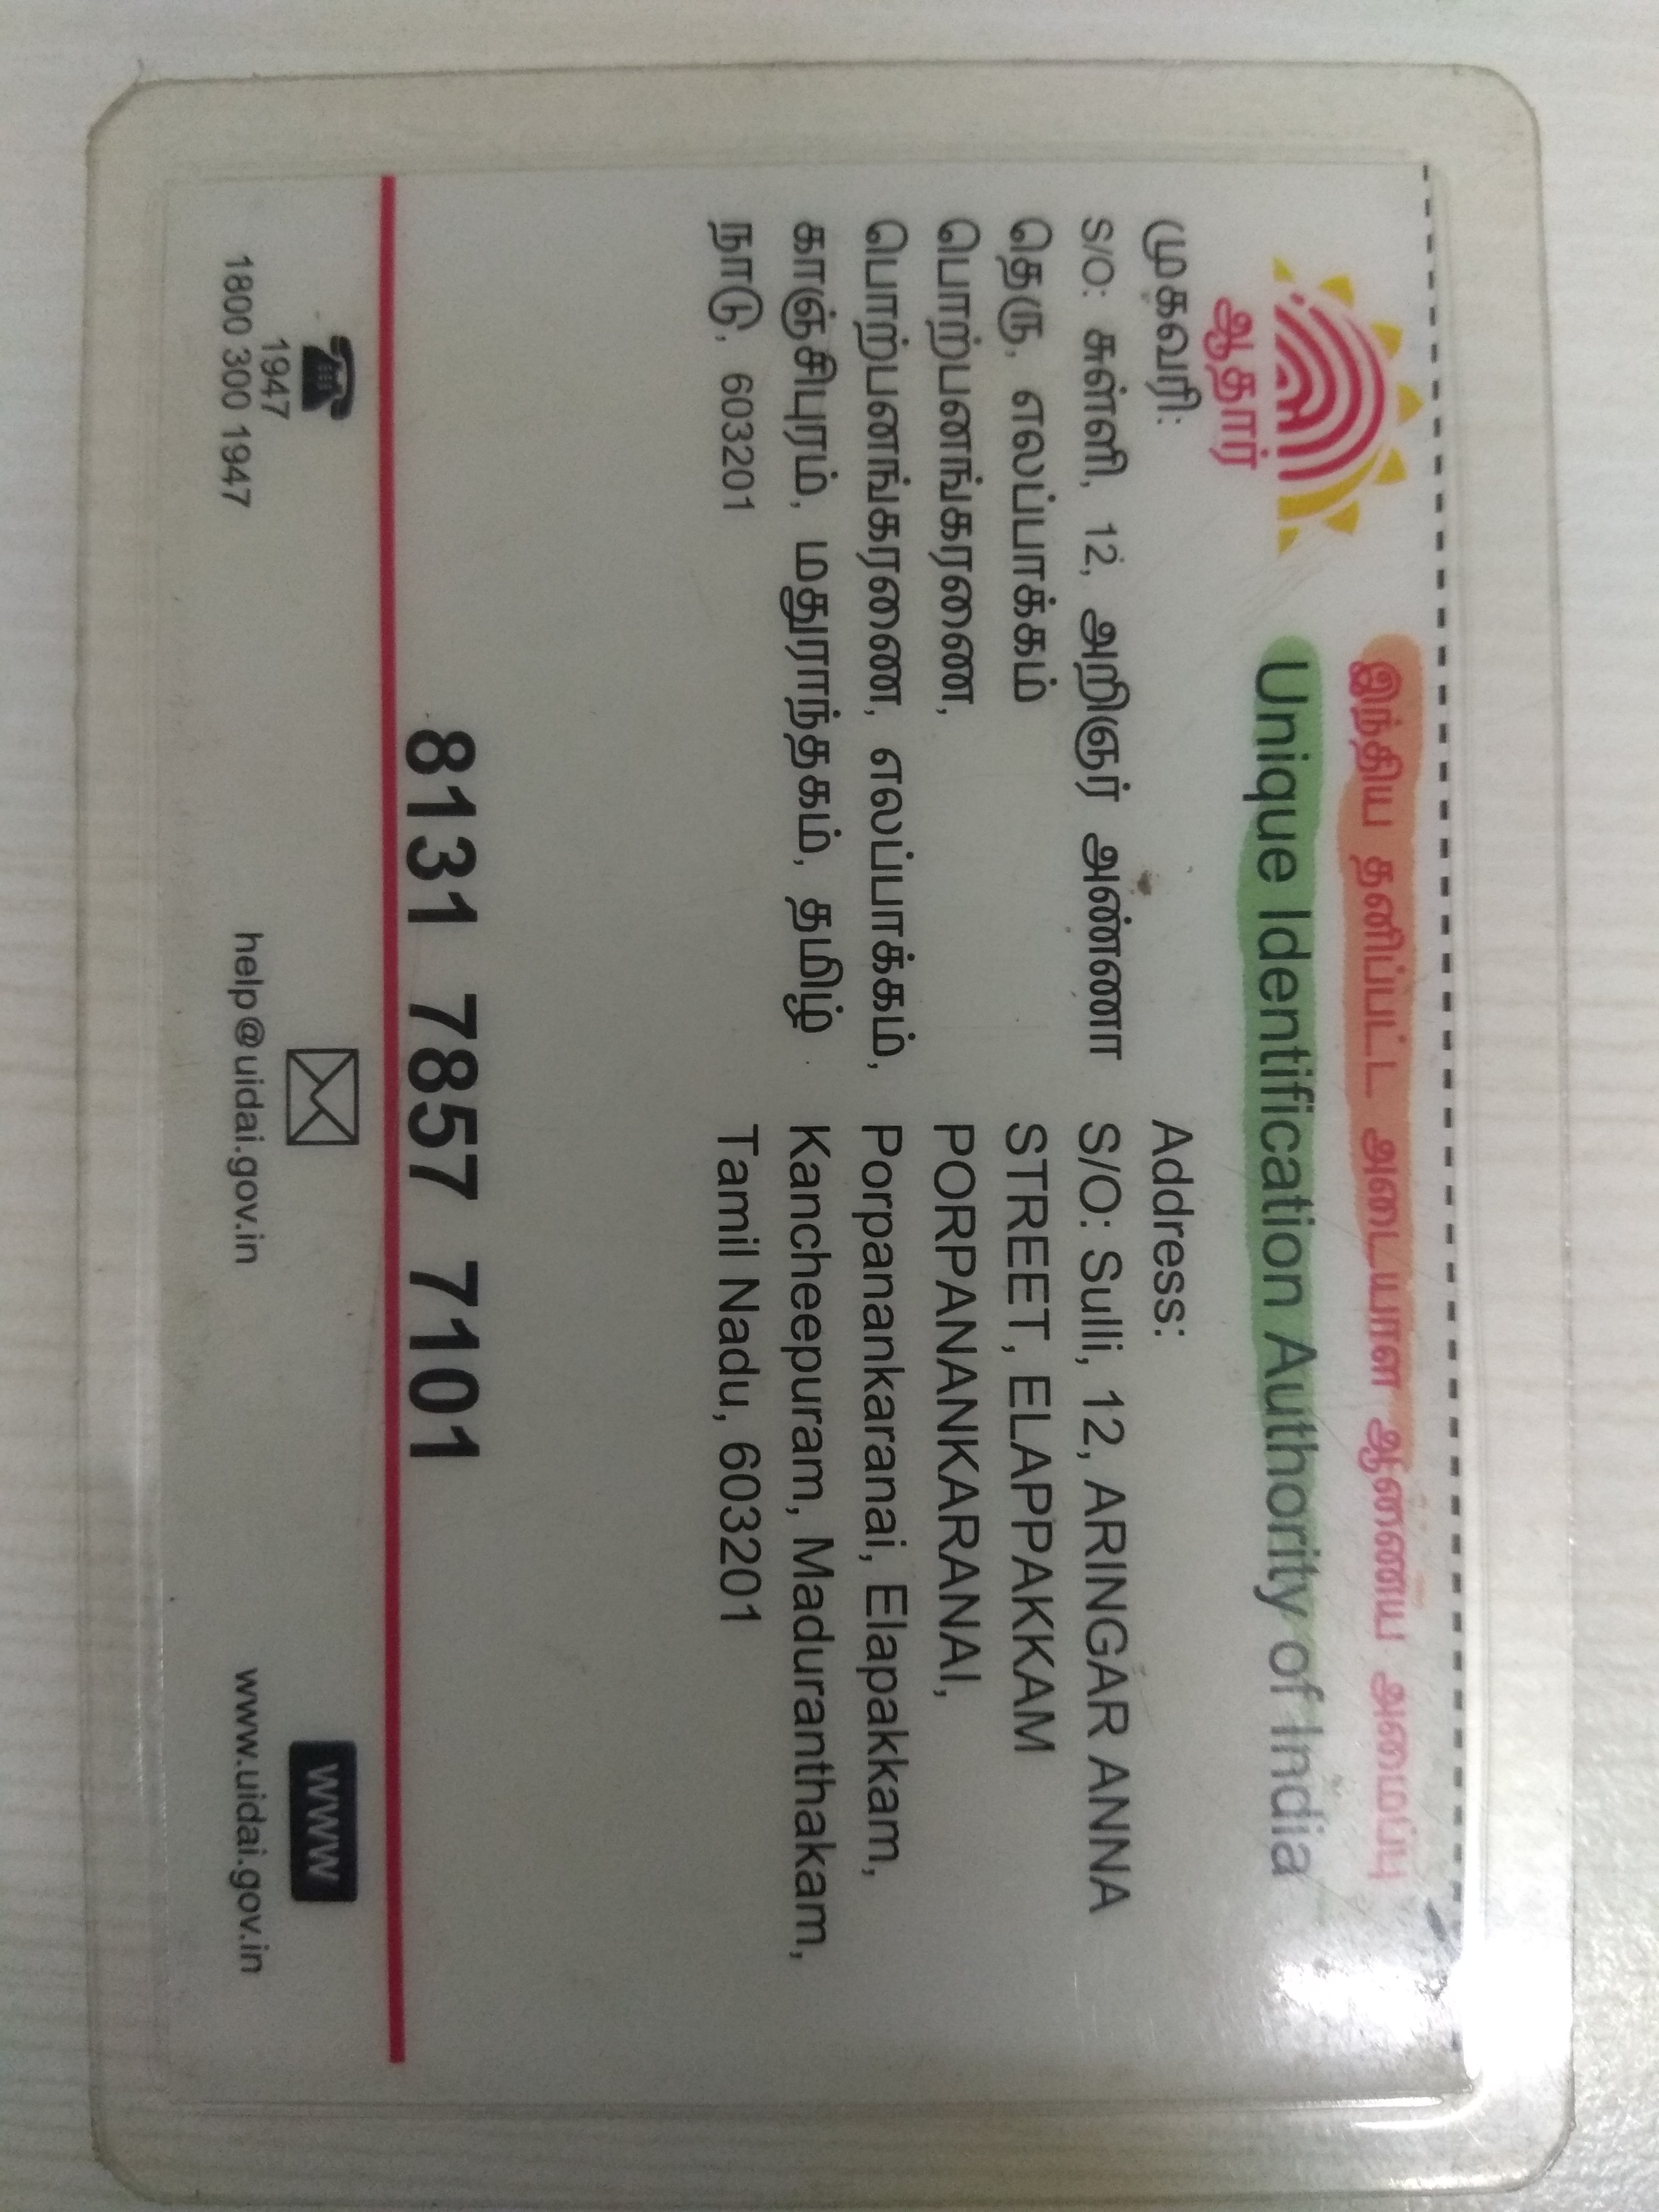 இந்திய தனிப்பட்ட அடையாள ஆணைய அமைப்பு
Unique Identification Authority of India
ஆதார்
முகவரி:
S/O: சுள்ளி, 12, அறிஞர் அண்ணா
தெரு, எலப்பாக்கம்
பொற்பனங்கரணை,
பொற்பனங்கரணை, எலப்பாக்கம்,
காஞ்சிபுரம், மதுராந்தகம், தமிழ்
நாடு, 603201
Address:
S/O: Sulli, 12, ARINGAR ANNA
STREET, ELAPPAKKAM
PORPANANKARANAI,
Porpanankaranai, Elapakkam,
Kancheepuram, Maduranthakam,
Tamil Nadu, 603201
8131 7857 7101
1947
1800 300 1947
help@uidai.gov.in
WWW
www.uidai.gov.in